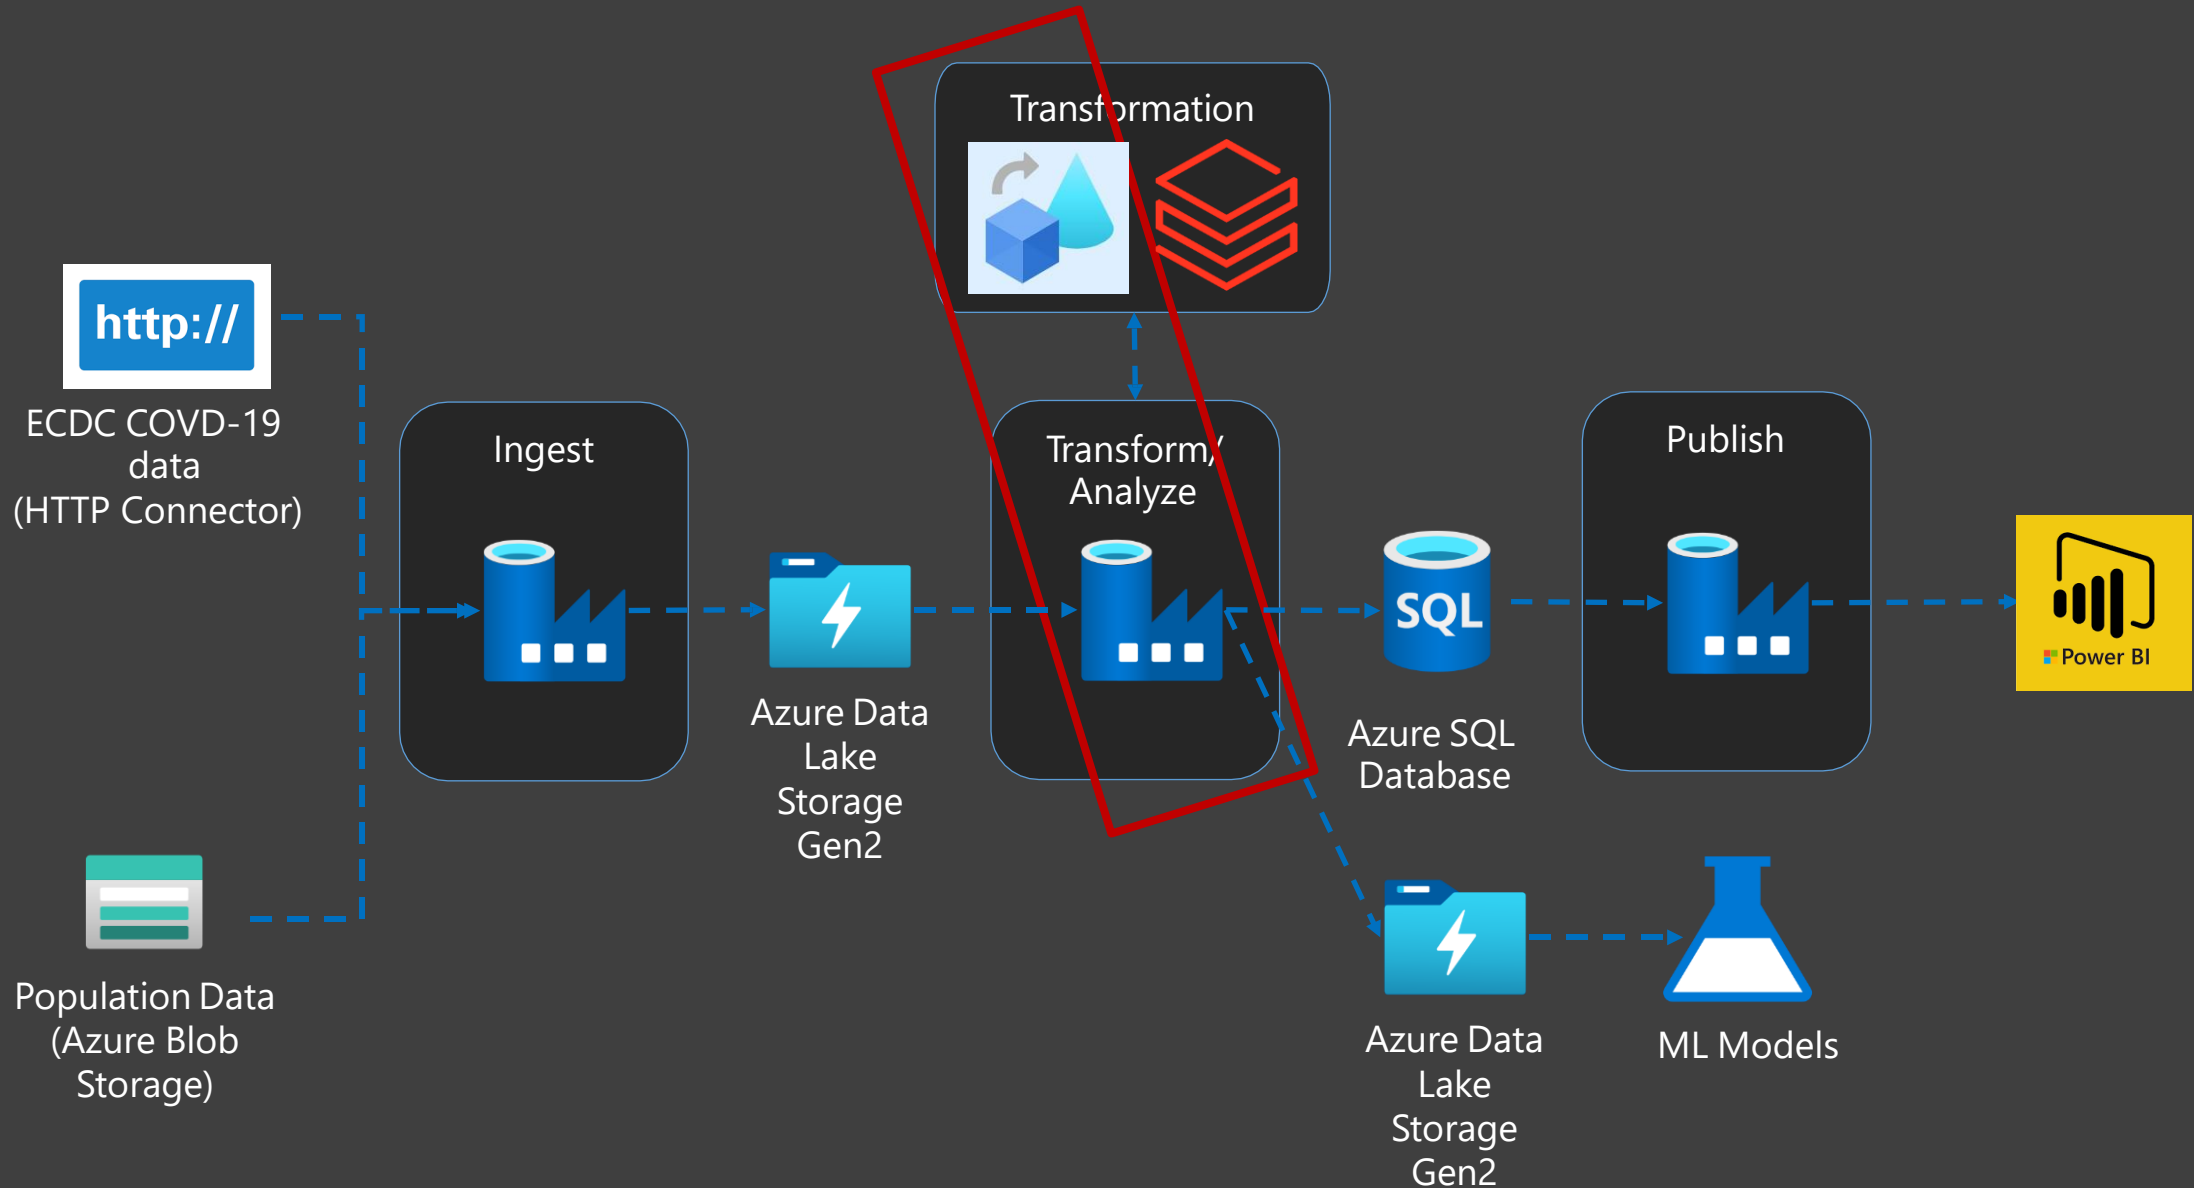 Transformation
http://
ECDC COVD-19
data
(HTTP Connector)
Ingest
Transform/
Analyze
Publish
SQL
Power BI
Azure Data
Lake
Storage
Gen2
Azure SQL
Database
Population Data
(Azure Blob
Storage)
Azure Data
Lake
Storage
Gen2
ML Models